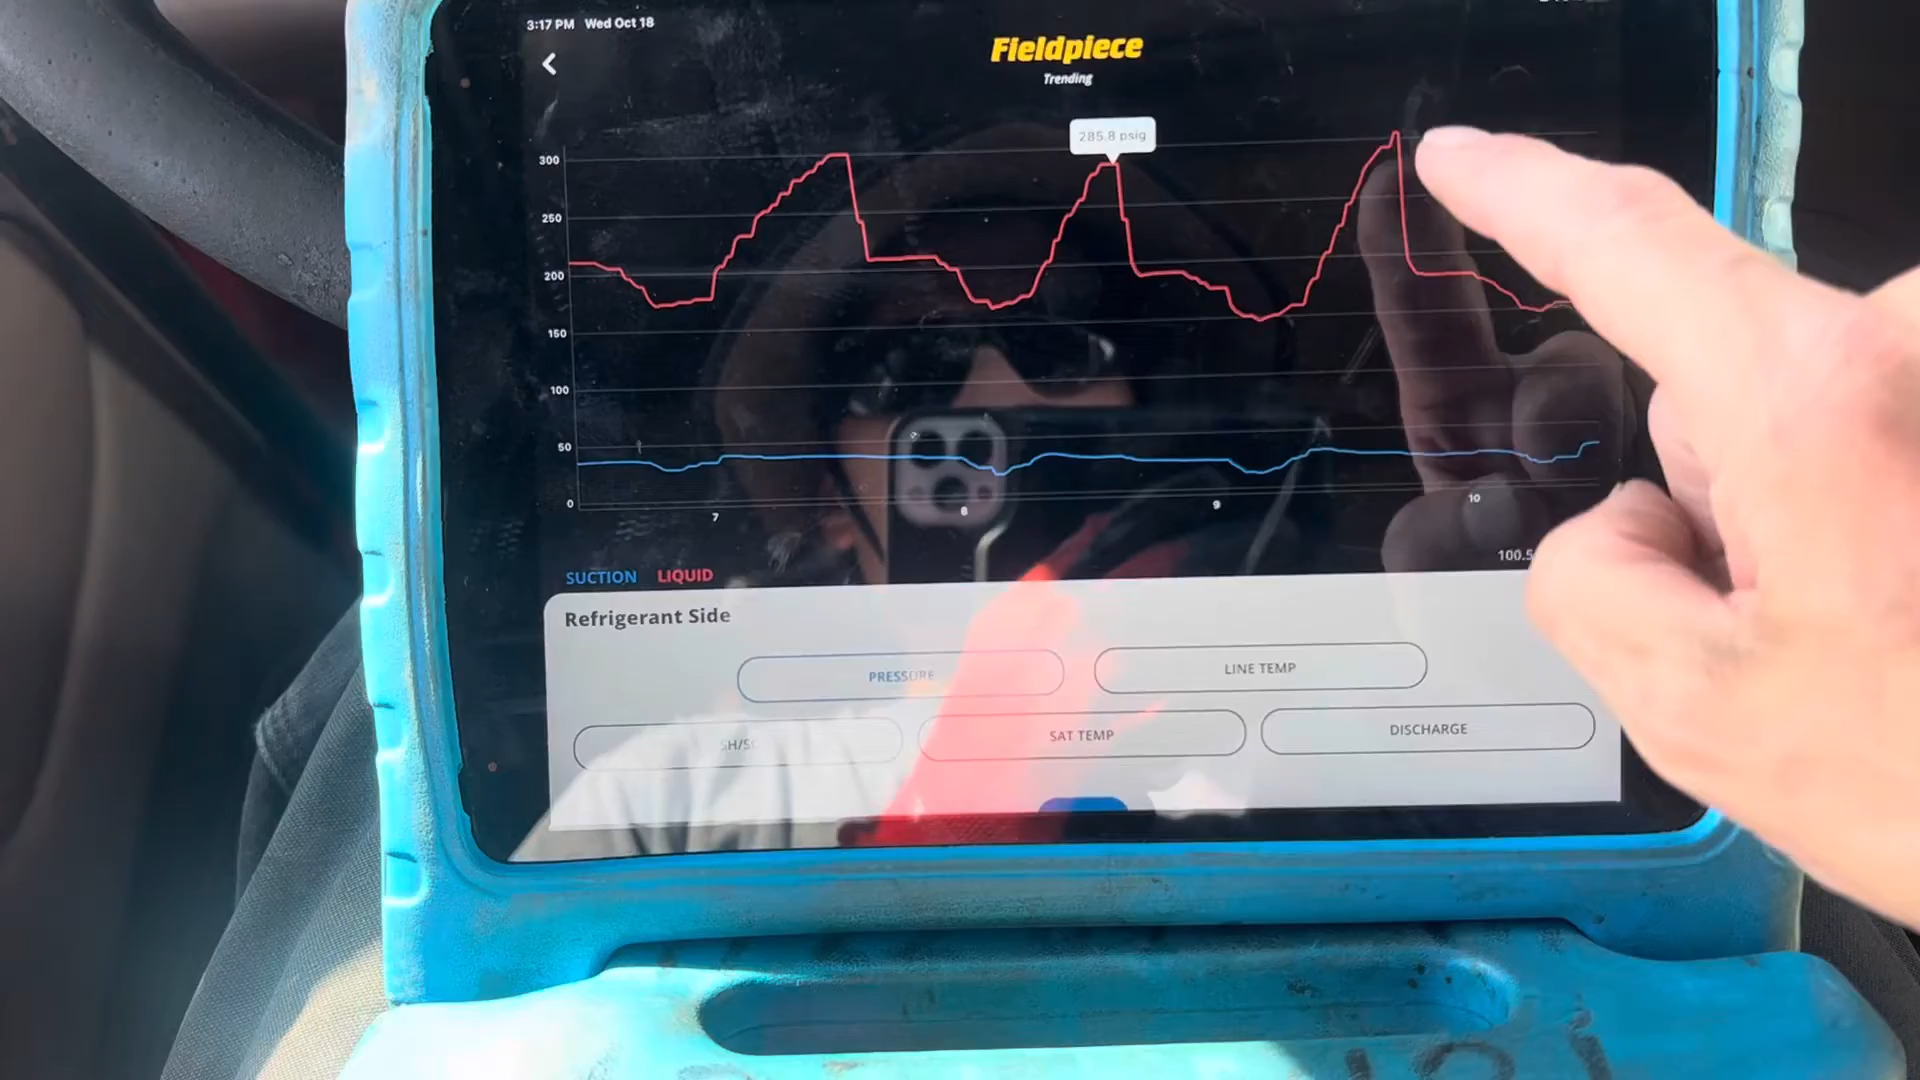 3:17 PM Wed Oct 18
Fieldpiece
Trending
285.8 psig
300
250
200
150
100
50
0
7
8
9
10
100.5
SUCTION LIQUID
Refrigerant Side
PRESSURE
LINE TEMP
SAT TEMP
DISCHARGE